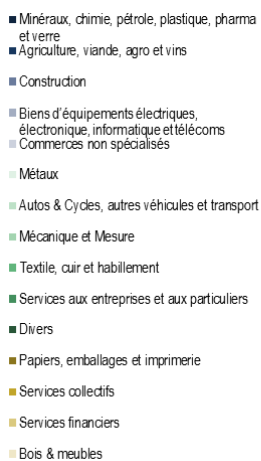 Minéraux, chimie, pétrole, plastique, pharma
et verre
Agriculture, viande, agro et vins
Construction
Biens d'équipements électriques,
électronique, informatique et télécoms
Commerces non spécialisés
Métaux
Autos & Cycles, autres véhicules et transport
Mécanique et Mesure
Textile, cuir et habillement
Services aux entreprises et aux particuliers
Divers
Papiers, emballages et imprimerie
Services collectifs
Services financiers
Bois & meubles